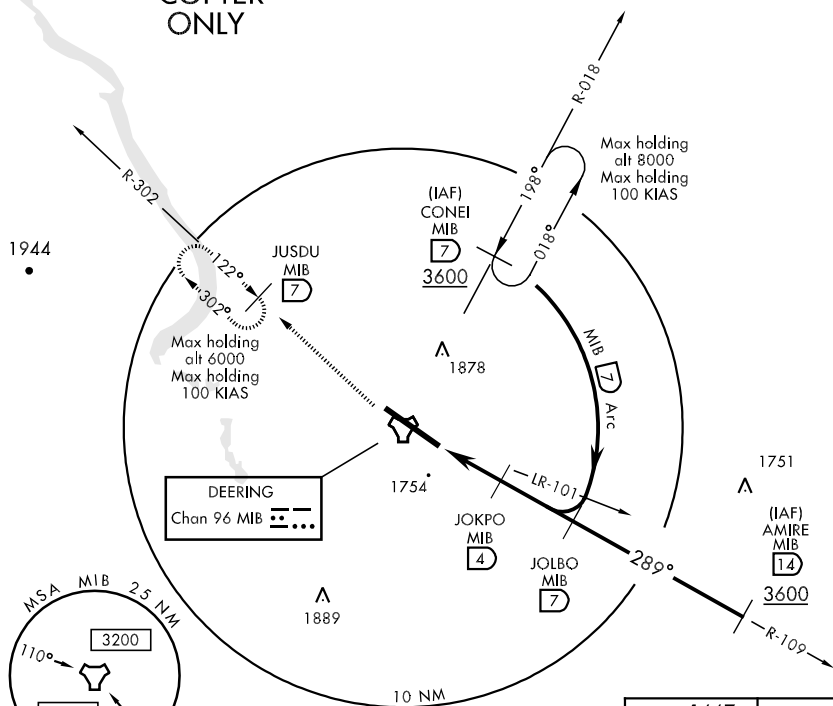 COPTER
ONLY
R-018
Max holding
alt 8000
Max holding
100 KIAS
198°
018°
(IAF)
CONEI
MIB
7
3600
R-302
1944
122°
302°
JUSDU
MIB
7
Max holding
alt 6000
Max holding
100 KIAS
1878
MIB 7 Arc
DEERING
Chan 96 MIB
1754
LR-101
1751
JOKPO
MIB
4
JOLBO
MIB
7
289°
(IAF)
AMIRE
MIB
14
3600
R-109
1889
MSA MIB 25 NM
3200
110°
10 NM